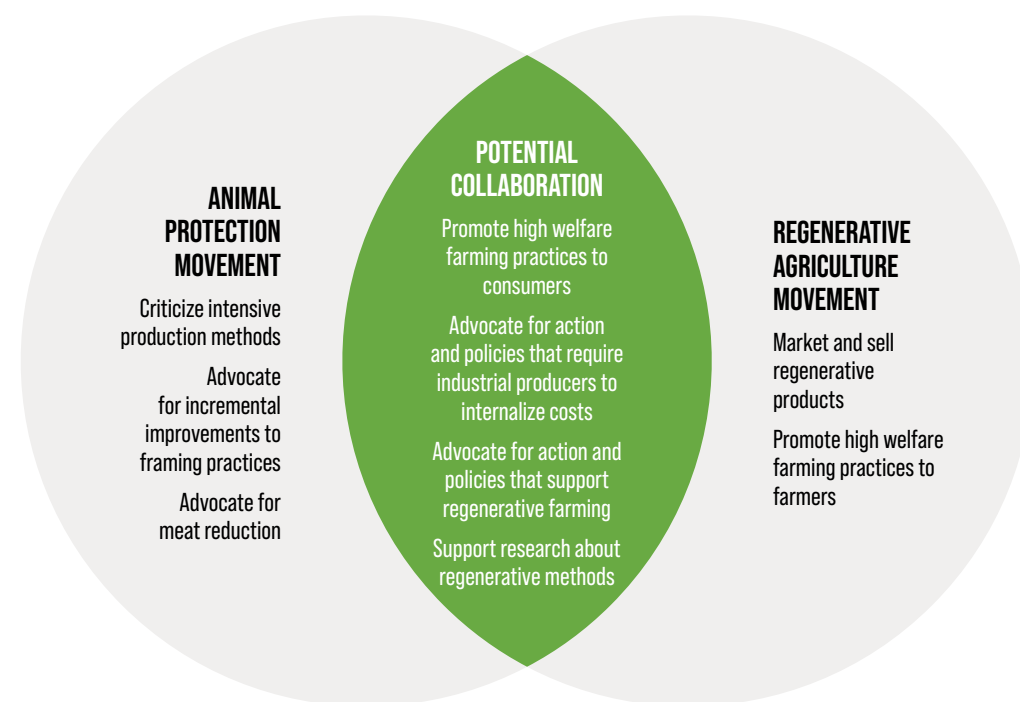 ANIMAL
PROTECTION
MOVEMENT
Criticize intensive
production methods
Advocate
for incremental
improvements to
framing practices
Advocate for
meat reduction
POTENTIAL
COLLABORATION
Promote high welfare
farming practices to
consumers
Advocate for action
and policies that require
industrial producers to
internalize costs
Advocate for action and
policies that support
regenerative farming
Support research about
regenerative methods
REGENERATIVE
AGRICULTURE
MOVEMENT
Market and sell
regenerative
products
Promote high welfare
farming practices to
farmers